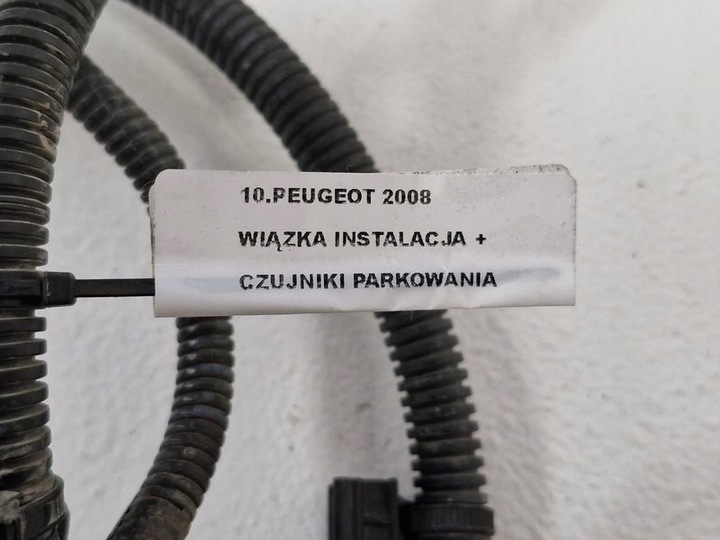 10.PEUGEOT 2008
WIĄZKA INSTALACJA +
CZUJNIKI PARKOWANIA